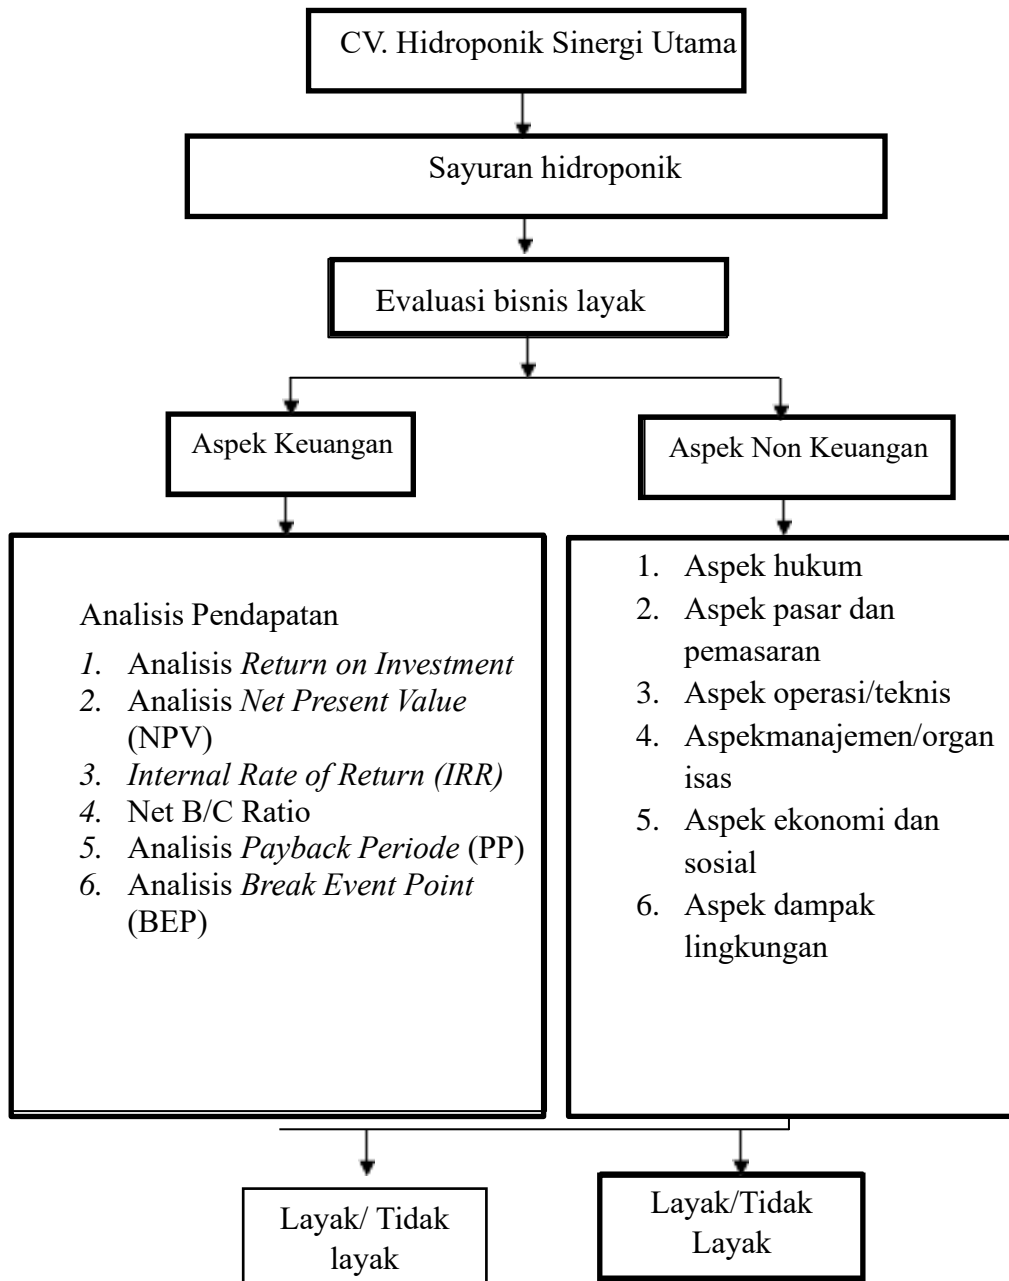 CV. Hidroponik Sinergi Utama
Sayuran hidroponik
Evaluasi bisnis layak
Aspek Keuangan
Aspek Non Keuangan
Analisis Pendapatan
1. Analisis Return on Investment
2. Analisis Net Present Value
(NPV)
3. Internal Rate of Return (IRR)
4. Net B/C Ratio
5. Analisis Payback Periode (PP)
6. Analisis Break Event Point
(BEP)
1. Aspek hukum
2. Aspek pasar dan
pemasaran
3. Aspek operasi/teknis
4. Aspekmanajemen/organ
isas
5. Aspek ekonomi dan
sosial
6. Aspek dampak
lingkungan
Layak/ Tidak
layak
Layak/Tidak
Layak